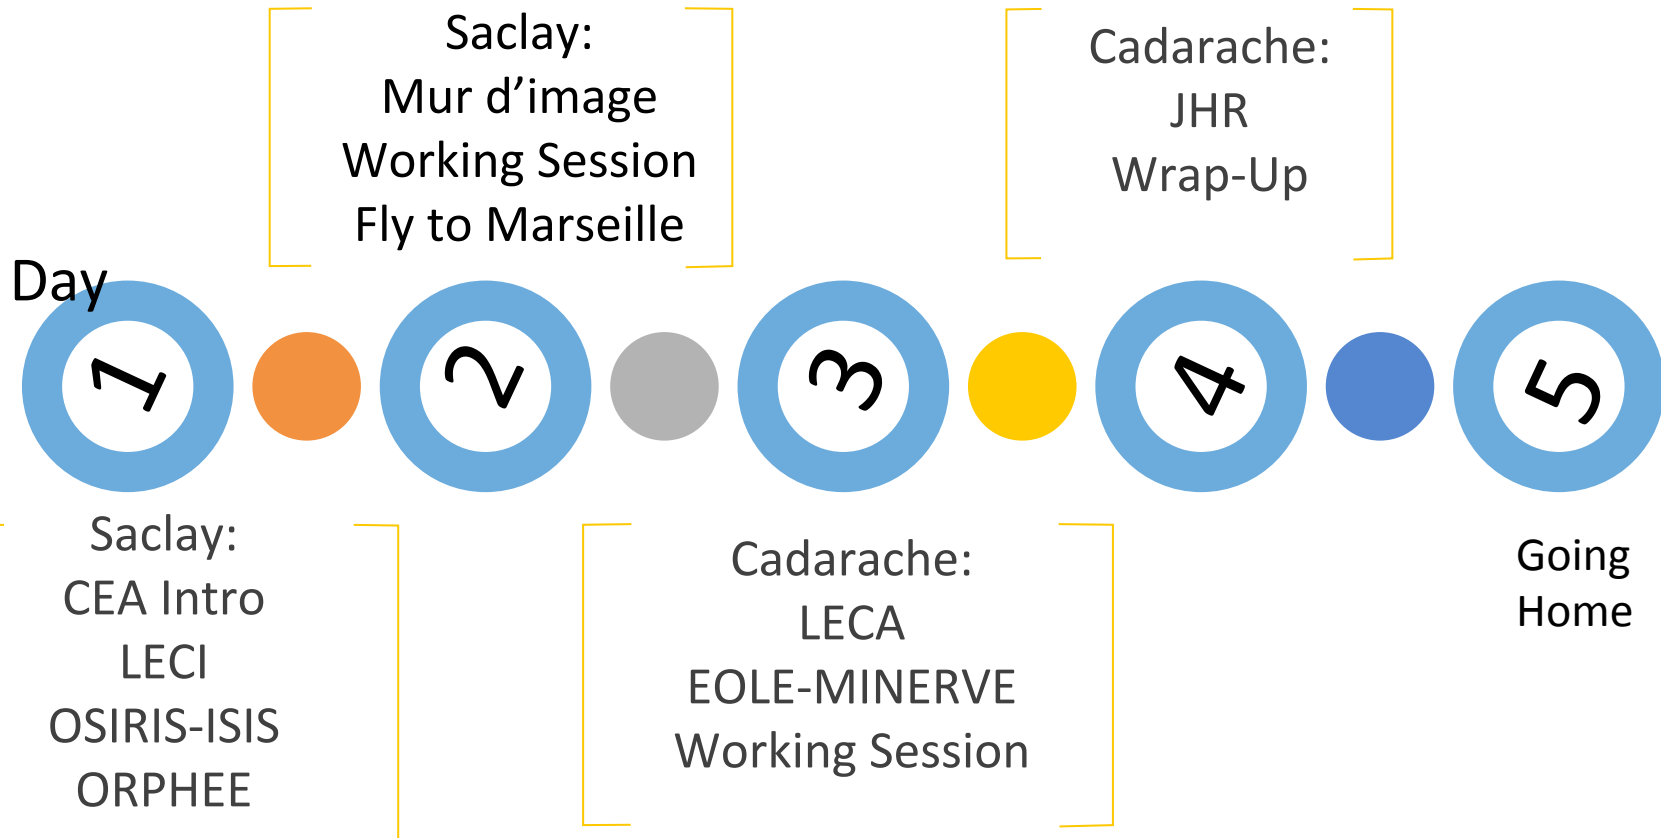 Saclay:
Mur d’image
Working Session
Fly to Marseille
Cadarache:
JHR
Wrap-Up
Day
1
2
3
4
5
Saclay:
CEA Intro
LECI
OSIRIS-ISIS
ORPHEE
Cadarache:
LECA
EOLE-MINERVE
Working Session
Going
Home